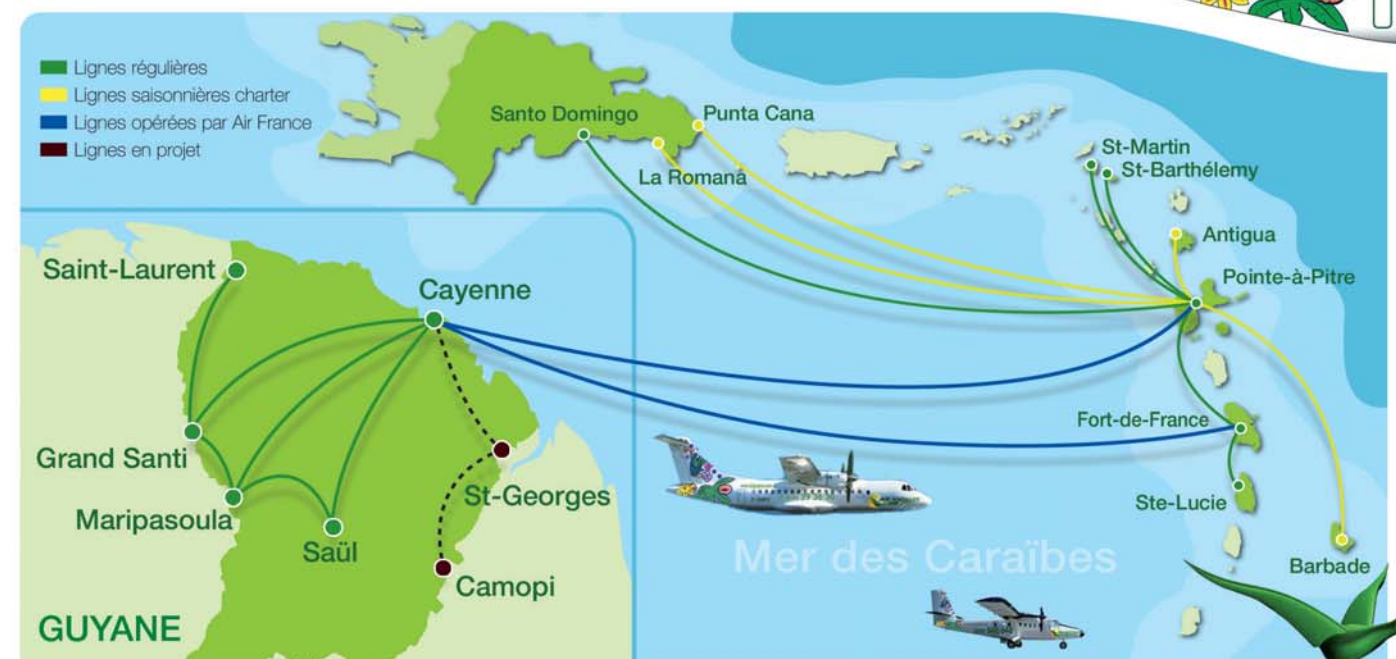 Lignes régulières
Lignes saisonnières charter
Lignes opérées par Air France
Lignes en projet
Santo Domingo
Punta Cana
La Romana
St-Martin
St-Barthélemy
Antigua
Pointe-à-Pitre
Saint-Laurent
Cayenne
Fort-de-France
Grand Santi
St-Georges
Maripasoula
Ste-Lucie
Saül
Mer des Caraïbes
Barbade
Camopi
GUYANE